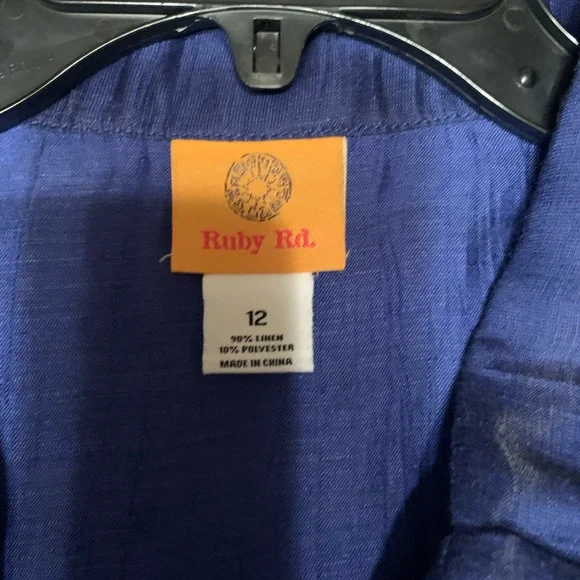 Ruby Rd.
12
90% LINEN
10% POLYESTER
MADE IN CHINA